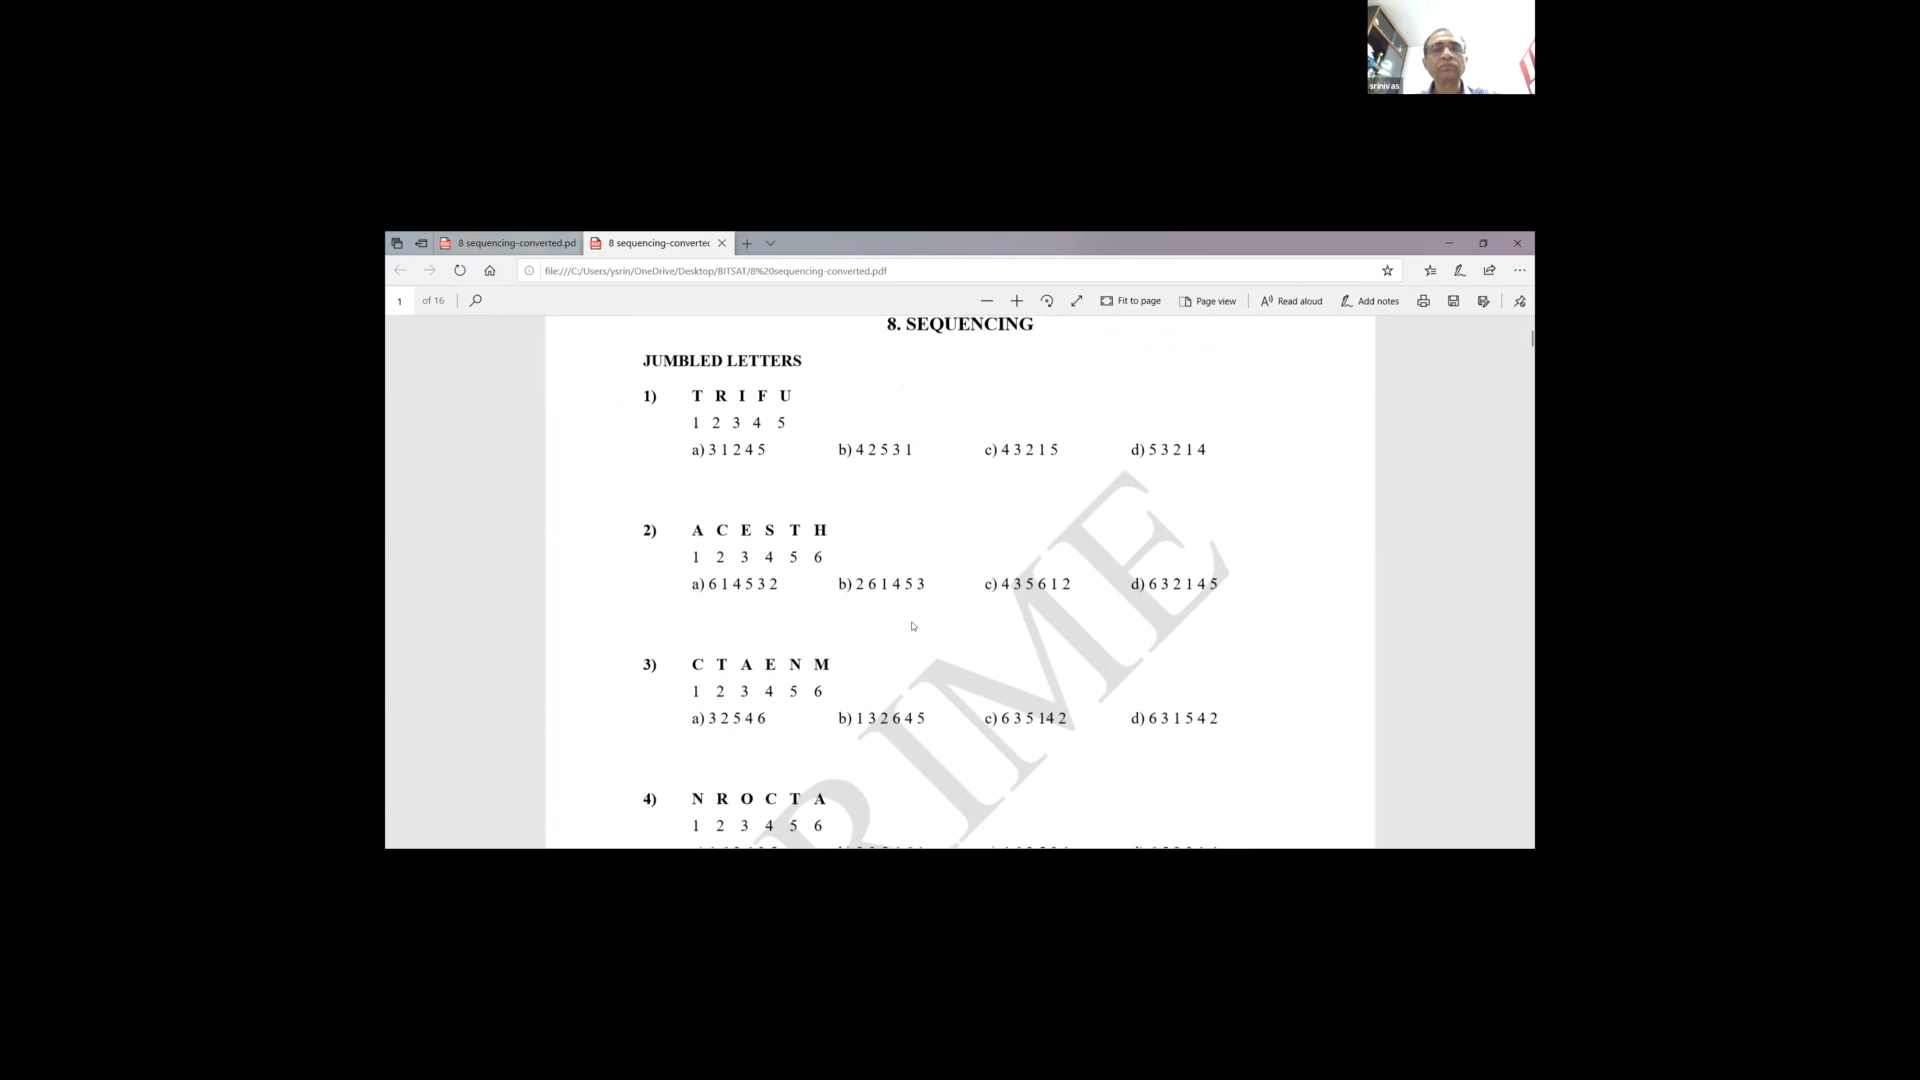 srinivas
8 sequencing-converted.pd
8 sequencing-converted
file:///C:/Users/ysrin/OneDrive/Desktop/BITSAT/8%20sequencing-converted.pdf
1 of 16 Fit to page Page view A Read aloud Add notes
8. SEQUENCING
JUMBLED LETTERS
1) T R I F U
1 2 3 4 5
a) 3 1 2 4 5 b) 4 2 5 3 1 c) 4 3 2 1 5 d) 5 3 2 1 4
2) A C E S T H
1 2 3 4 5 6
a) 6 1 4 5 3 2 b) 2 6 1 4 5 3 c) 4 3 5 6 1 2 d) 6 3 2 1 4 5
3) C T A E N M
1 2 3 4 5 6
a) 3 2 5 4 6 b) 1 3 2 6 4 5 c) 6 3 5 14 2 d) 6 3 1 5 4 2
4) N R O C T A
1 2 3 4 5 6
RIME